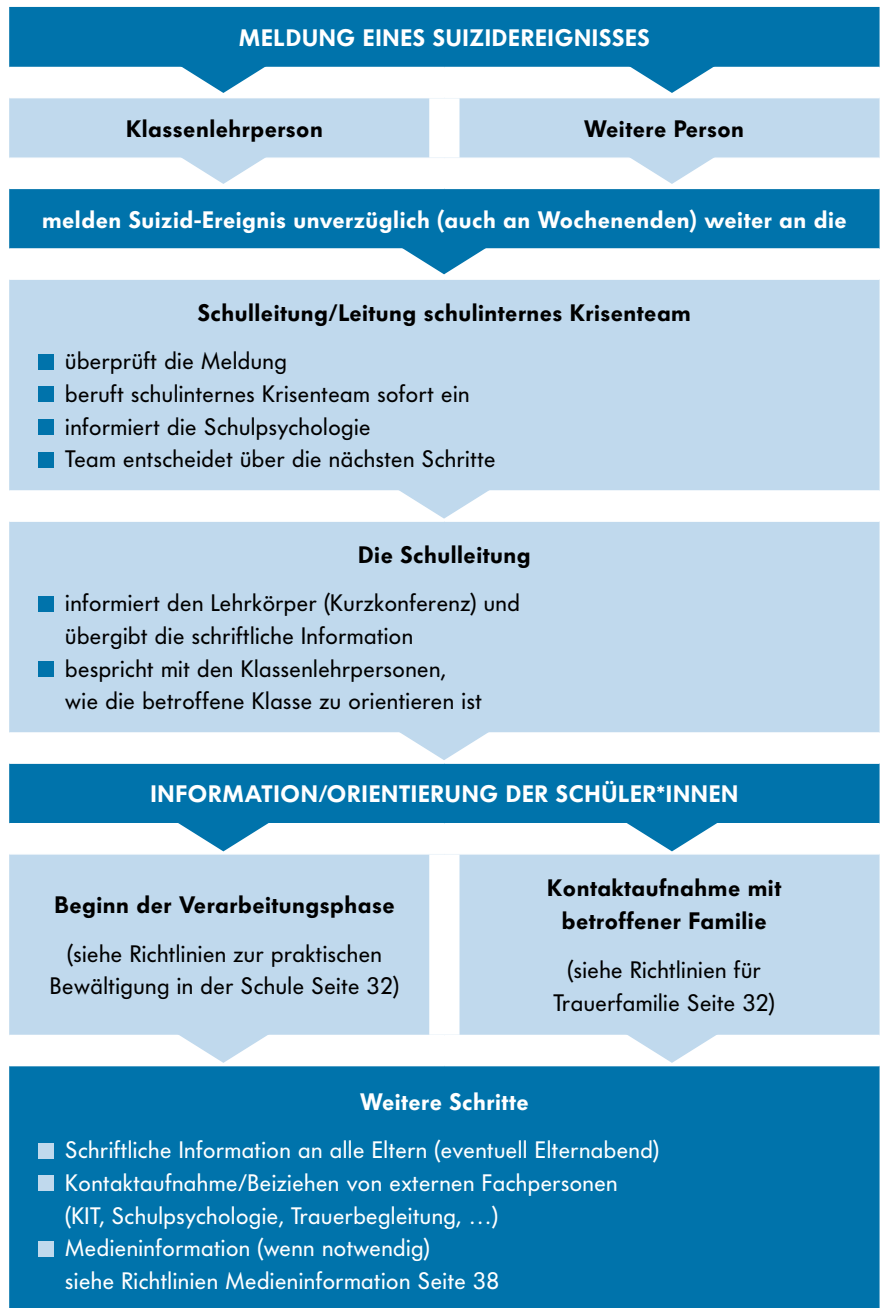 MELDUNG EINES SUIZIDEREIGNISSES
Klassenlehrperson
Weitere Person
melden Suizid-Ereignis unverzüglich (auch an Wochenenden) weiter an die
Schulleitung/Leitung schulinternes Krisenteam
überprüft die Meldung
beruft schulinternes Krisenteam sofort ein
informiert die Schulpsychologie
Team entscheidet über die nächsten Schritte
Die Schulleitung
informiert den Lehrkörper (Kurzkonferenz) und
übergibt die schriftliche Information
bespricht mit den Klassenlehrpersonen,
wie die betroffene Klasse zu orientieren ist
INFORMATION/ORIENTIERUNG DER SCHÜLER*INNEN
Beginn der Verarbeitungsphase
(siehe Richtlinien zur praktischen
Bewältigung in der Schule Seite 32)
Kontaktaufnahme mit
betroffener Familie
(siehe Richtlinien für
Trauerfamilie Seite 32)
Weitere Schritte
Schriftliche Information an alle Eltern (eventuell Elternabend)
Kontaktaufnahme/Beiziehen von externen Fachpersonen
(KIT, Schulpsychologie, Trauerbegleitung, …)
Medieninformation (wenn notwendig)
siehe Richtlinien Medieninformation Seite 38